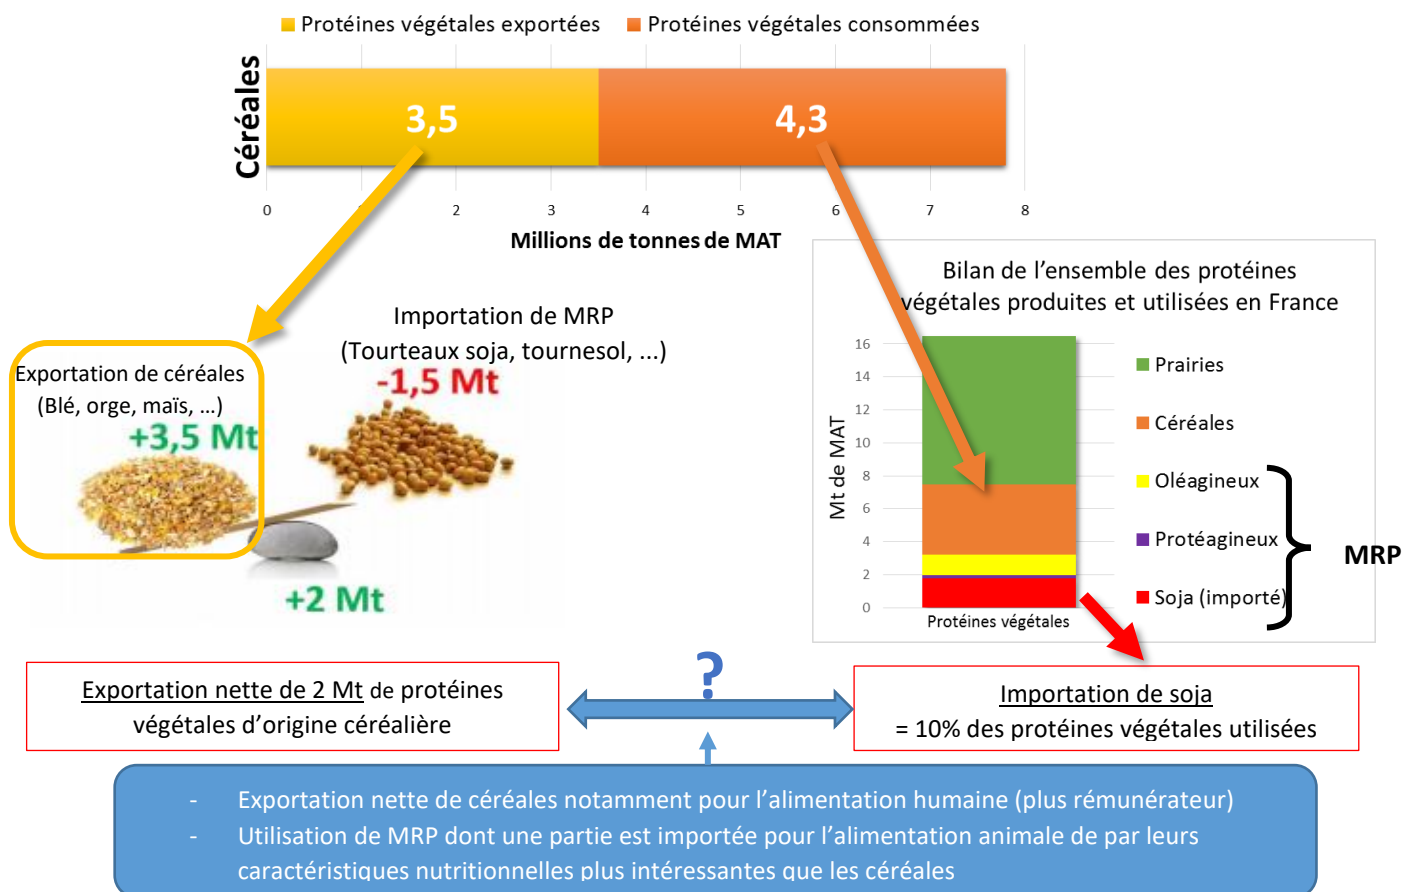 Protéines végétales exportées
Protéines végétales consommées
Céréales
3,5
4,3
0
2
3
4
5
6
7
8
Millions de tonnes de MAT
Importation de MRP
(Tourteaux soja, tournesol, ...)
-1,5 Mt
Exportation de céréales
(Blé, orge, maïs, ...)
+3,5 Mt
+2 Mt
Bilan de l’ensemble des protéines
végétales produites et utilisées en France
Mt de MAT
16
14
12
10
8
6
4
2
0
Protéines végétales
Prairies
Céréales
Oléagineux
Protéagineux
Soja (importé)
MRP
Exportation nette de 2 Mt de protéines
végétales d’origine céréalière
?
Importation de soja
= 10% des protéines végétales utilisées
- Exportation nette de céréales notamment pour l’alimentation humaine (plus rémunérateur)
- Utilisation de MRP dont une partie est importée pour l’alimentation animale de par leurs
caractéristiques nutritionnelles plus intéressantes que les céréales